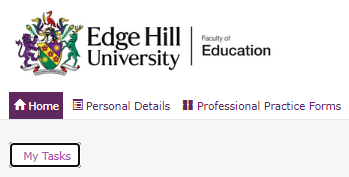 Edge Hill
University
Faculty of
Education
Home Personal Details Professional Practice Forms
My Tasks